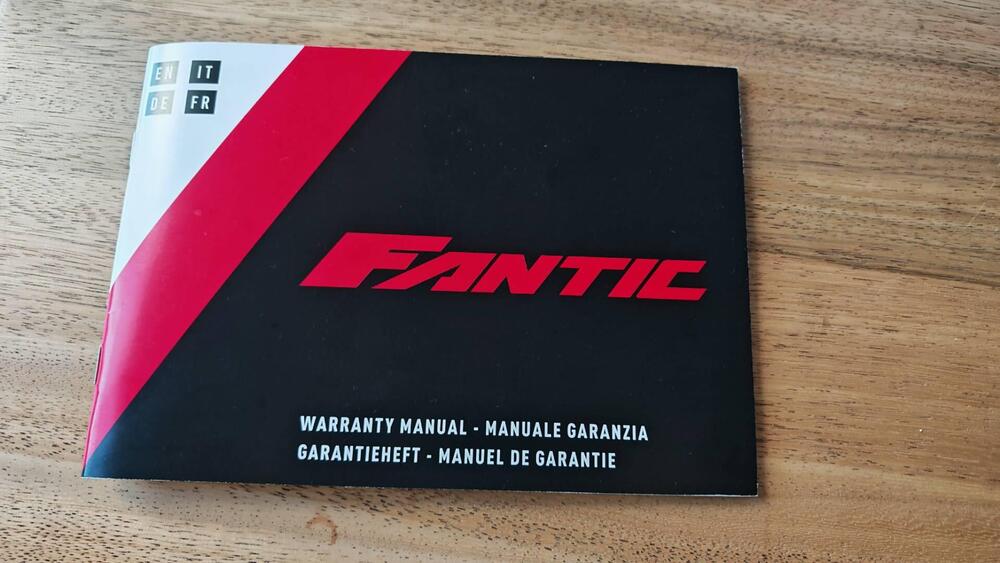 EN IT
DE FR
FANTIC
WARRANTY MANUAL - MANUALE GARANZIA
GARANTIEHEFT - MANUEL DE GARANTIE